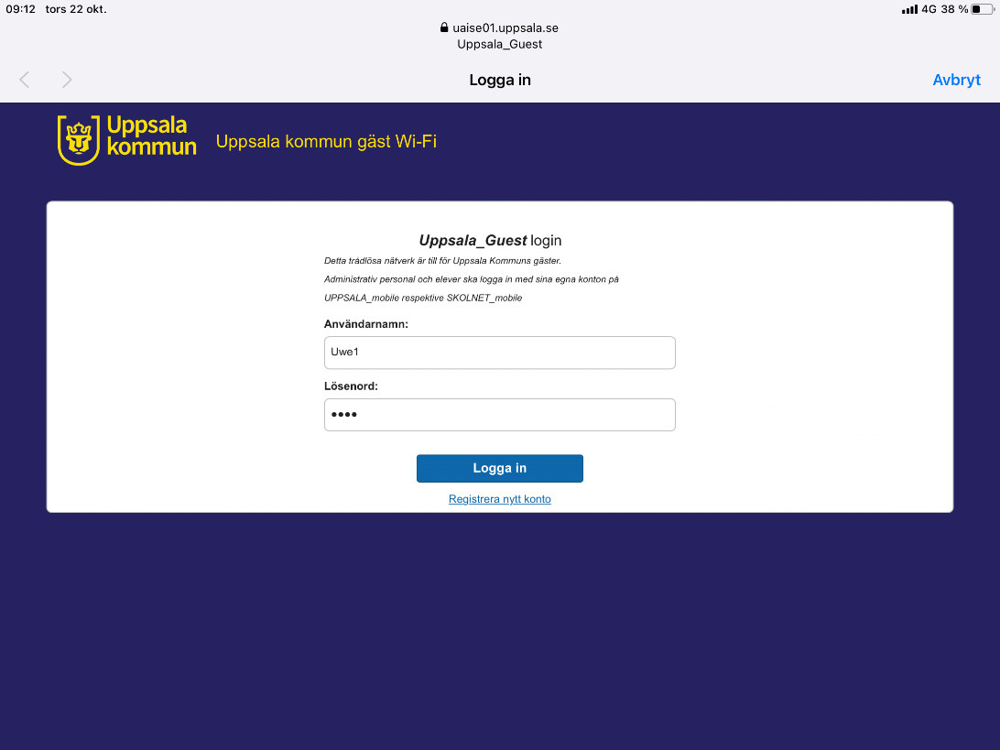 09:12 tors 22 okt.
4G 38 %
uaise01.uppsala.se
Uppsala_Guest
Logga in
Avbryt
Uppsala
kommun
Uppsala kommun gäst Wi-Fi
Uppsala_Guest login
Detta trådlösa nätverk är till för Uppsala Kommuns gäster.
Administrativ personal och elever ska logga in med sina egna konton på
UPPSALA_mobile respektive SKOLNET_mobile
Användarnamn:
Uwe1
Lösenord:
••••
Logga in
Registrera nytt konto